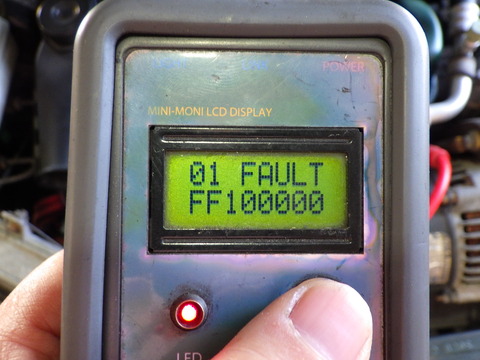 POWER
MINI-MONI LCD DISPLAY
01 FAULT
FF100000
LED